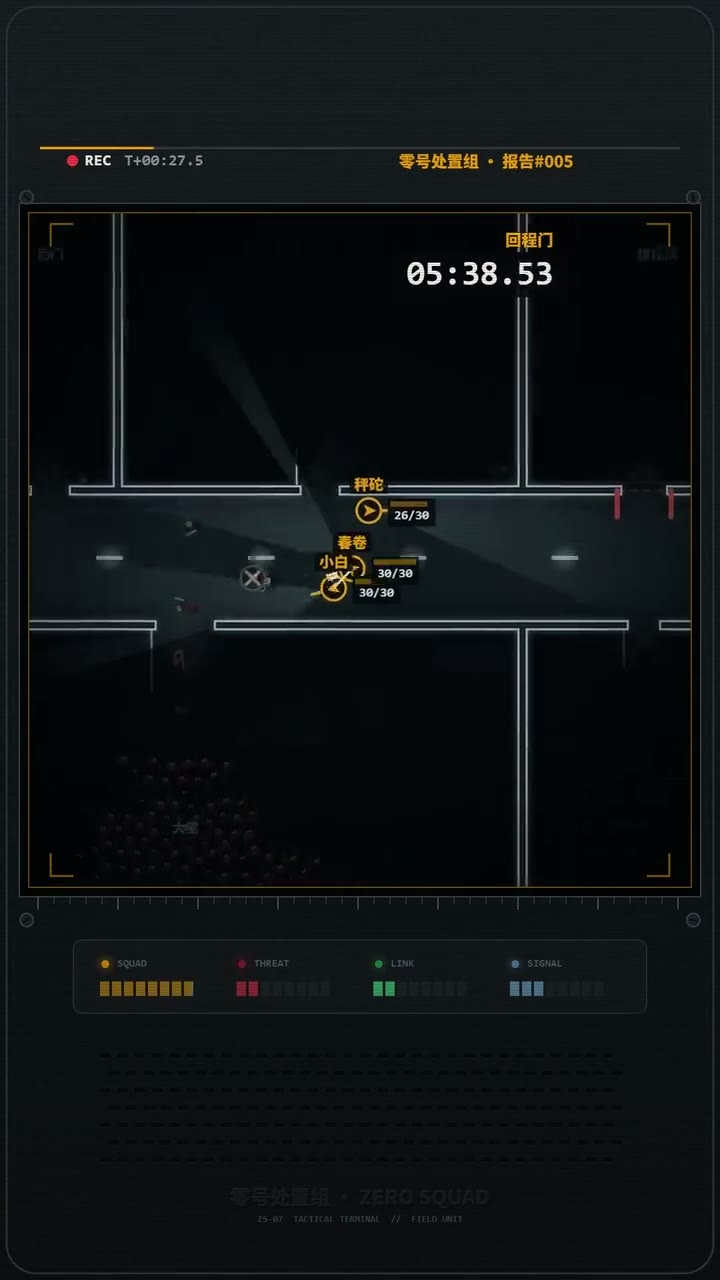 REC T+00:27.5
零号处置组 · 报告#005
回程门
05:38.53
秤砣
26/30
春卷
小白
30/30
30/30
大堂
SQUAD
THREAT
LINK
SIGNAL
零号处置组 · ZERO SQUAD
ZS-07 TACTICAL TERMINAL // FIELD UNIT